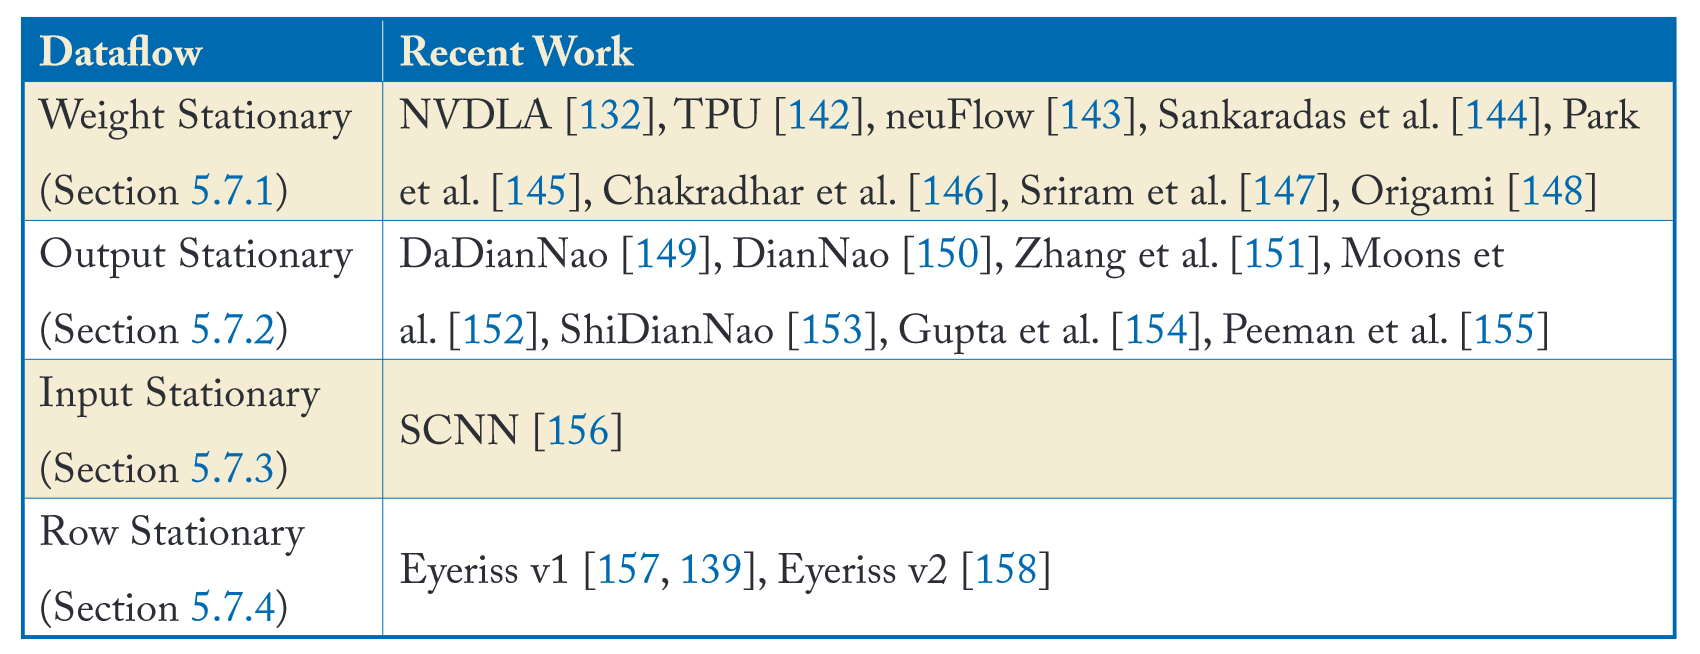 Dataflow Recent Work
Weight Stationary NVDLA [132], TPU [142], neuFlow [143], Sankaradas et al. [144], Park
(Section 5.7.1) et al. [145], Chakradhar et al. [146], Sriram et al. [147], Origami [148]
Output Stationary DaDianNao [149], DianNao [150], Zhang et al. [151], Moons et
(Section 5.7.2) al. [152], ShiDianNao [153], Gupta et al. [154], Peeman et al. [155]
Input Stationary
(Section 5.7.3)
SCNN [156]
Row Stationary
(Section 5.7.4)
Eyeriss v1 [157, 139], Eyeriss v2 [158]